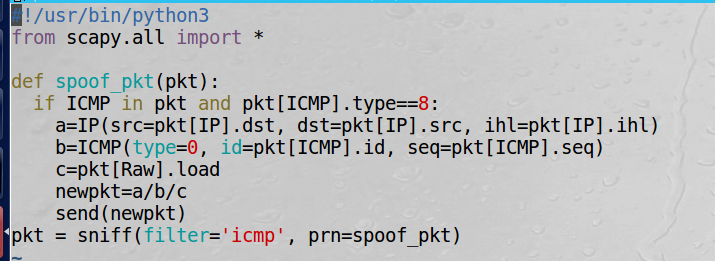 #!/usr/bin/python3
from scapy.all import *

def spoof_pkt(pkt):
  if ICMP in pkt and pkt[ICMP].type==8:
    a=IP(src=pkt[IP].dst, dst=pkt[IP].src, ihl=pkt[IP].ihl)
    b=ICMP(type=0, id=pkt[ICMP].id, seq=pkt[ICMP].seq)
    c=pkt[Raw].load
    newpkt=a/b/c
    send(newpkt)
pkt = sniff(filter='icmp', prn=spoof_pkt)
~